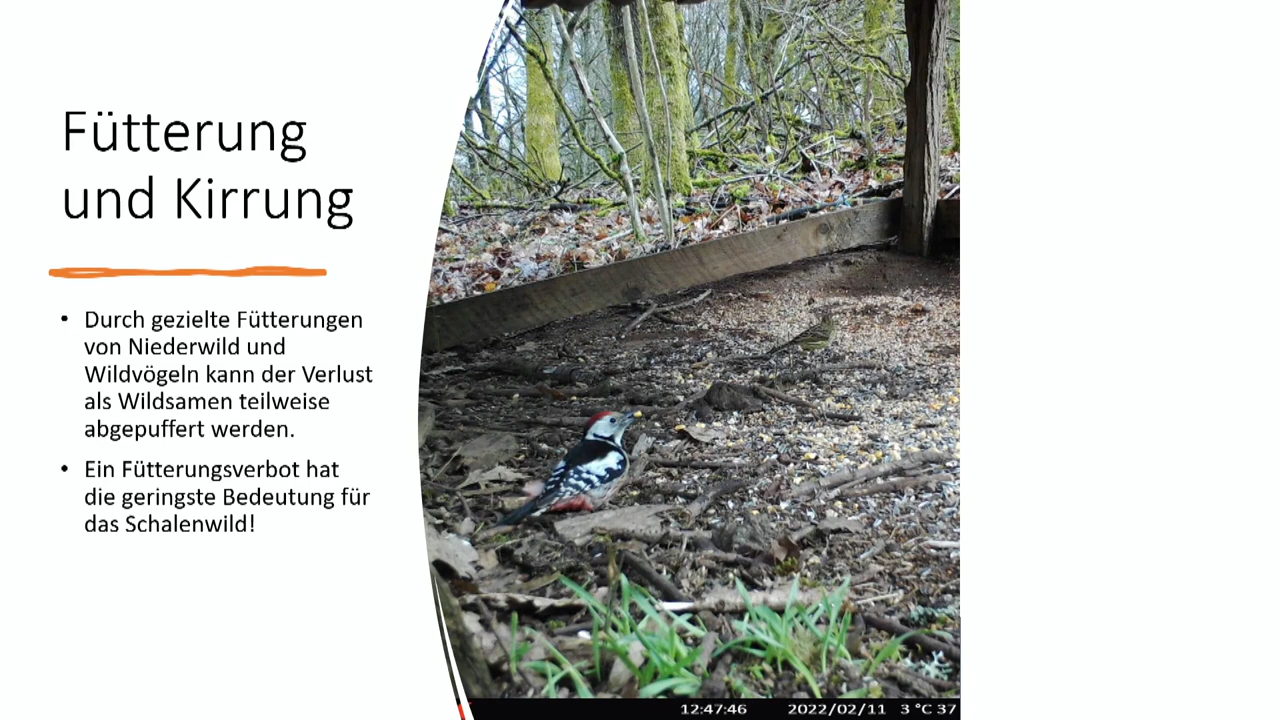 Fütterung
und Kirrung
• Durch gezielte Fütterungen
von Niederwild und
Wildvögeln kann der Verlust
als Wildsamen teilweise
abgepuffert werden.
• Ein Fütterungsverbot hat
die geringste Bedeutung für
das Schalenwild!
12:47:46 2022/02/11 3 °C 37